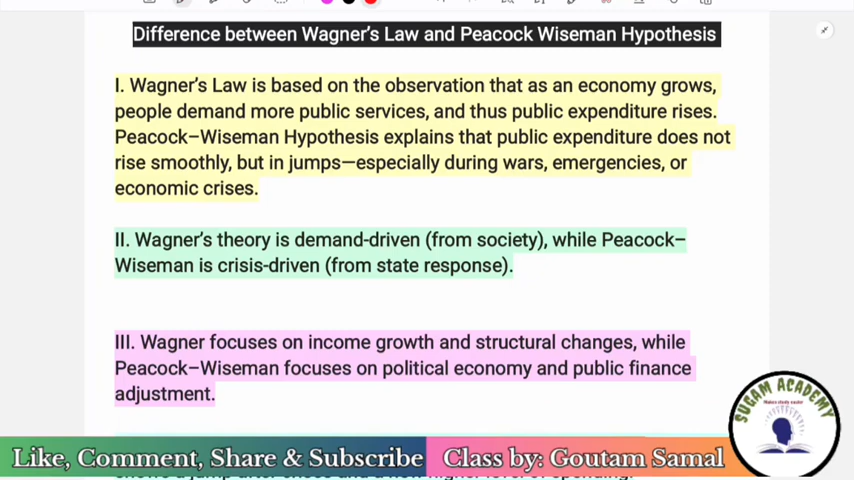 Difference between Wagner's Law and Peacock Wiseman Hypothesis
I. Wagner's Law is based on the observation that as an economy grows,
people demand more public services, and thus public expenditure rises.
Peacock–Wiseman Hypothesis explains that public expenditure does not
rise smoothly, but in jumps—especially during wars, emergencies, or
economic crises.
II. Wagner's theory is demand-driven (from society), while Peacock–
Wiseman is crisis-driven (from state response).
III. Wagner focuses on income growth and structural changes, while
Peacock–Wiseman focuses on political economy and public finance
adjustment.
SUGAM ACADEMY
Makes study easier
Like, Comment, Share & Subscribe
Class by: Goutam Samal